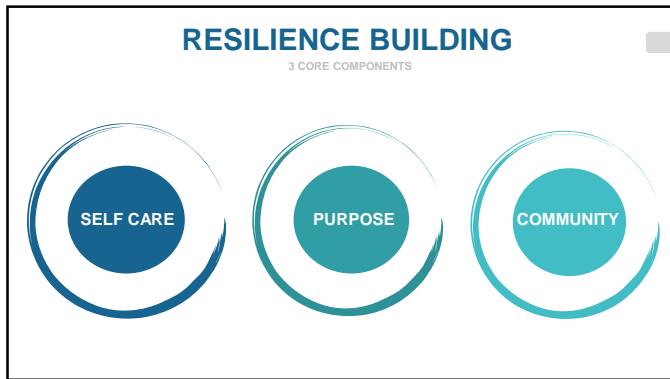 RESILIENCE BUILDING
3 CORE COMPONENTS
SELF CARE
PURPOSE
COMMUNITY